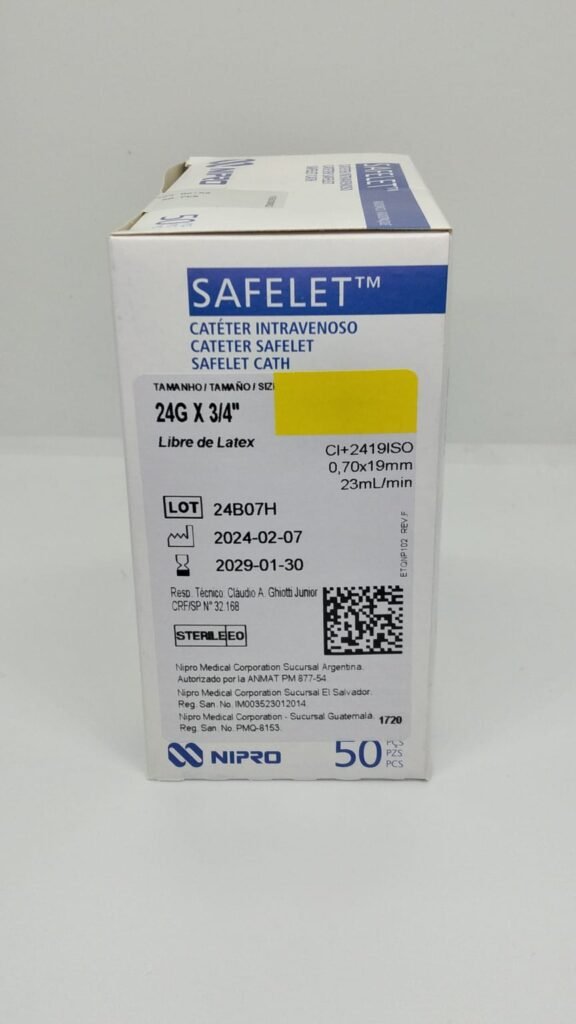 NIPRO
SAFELET™
SAFELET™
CATÉTER INTRAVENOSO
CATETER SAFELET
SAFELET CATH
TAMANHO / TAMAÑO / SIZ
24G X 3/4"
Libre de Latex
CI+2419ISO
0,70x19mm
23mL/min
LOT 24B07H
2024-02-07
2029-01-30
ETQNP102 REV.F
Resp. Técnico: Cláudio A. Ghiotti Junior
CRF/SP N° 32.168
STERILE EO
Nipro Medical Corporation Sucursal Argentina.
Autorizado por la ANMAT PM 877-54.
Nipro Medical Corporation Sucursal El Salvador.
Reg. San. No. IM003523012014.
Nipro Medical Corporation - Sucursal Guatemala.
Reg. San. No. PMQ-8153.
1720
NIPRO
50 PÇS
PZS
PCS